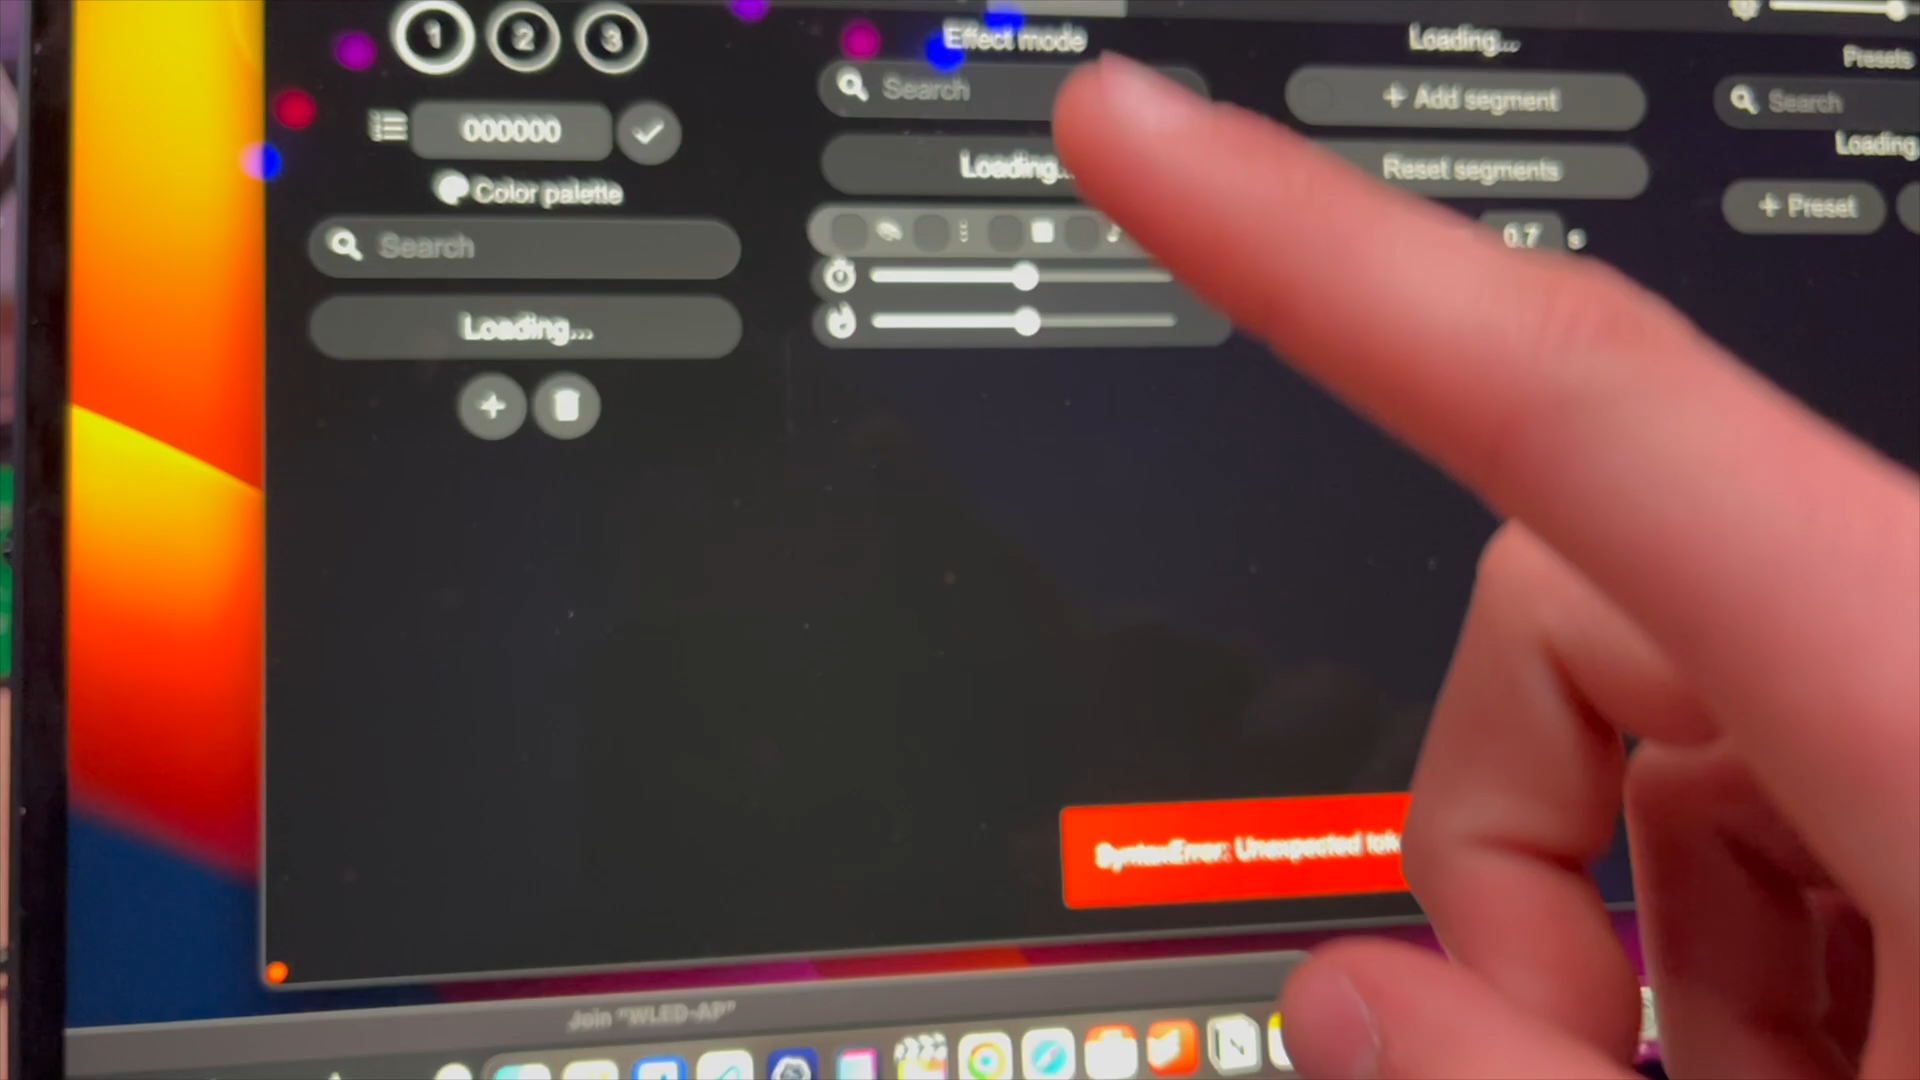 1 2 3
000000
Color palette
Search
Loading...
Effect mode
Search
Loading...
Loading...
+ Add segment
Reset segments
0.7 s
Presets
Search
Loading
+ Preset
SyntaxError: Unexpected tok
Join "WLED-AP"